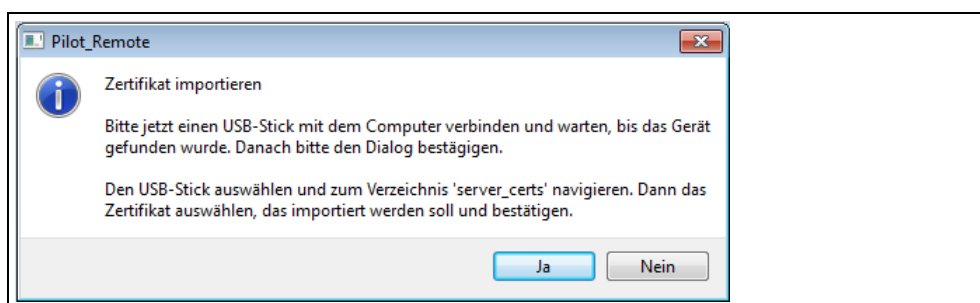 Pilot_Remote
Zertifikat importieren
Bitte jetzt einen USB-Stick mit dem Computer verbinden und warten, bis das Gerät
gefunden wurde. Danach bitte den Dialog bestägigen.
Den USB-Stick auswählen und zum Verzeichnis 'server_certs' navigieren. Dann das
Zertifikat auswählen, das importiert werden soll und bestätigen.
Ja
Nein